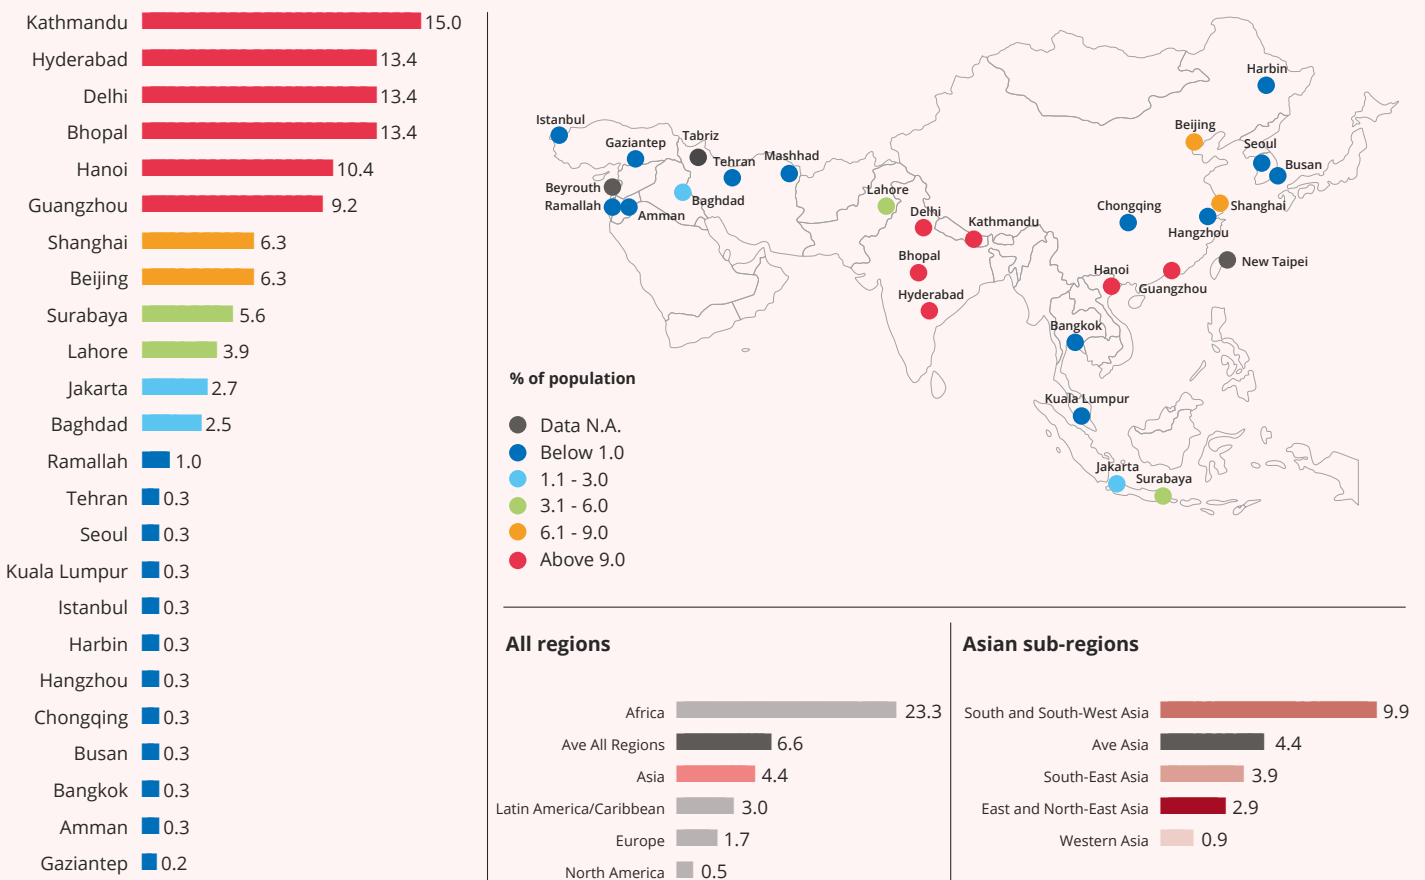 Kathmandu 15.0
Hyderabad 13.4
Delhi 13.4
Bhopal 13.4
Hanoi 10.4
Guangzhou 9.2
Shanghai 6.3
Beijing 6.3
Surabaya 5.6
Lahore 3.9
Jakarta 2.7
Baghdad 2.5
Ramallah 1.0
Tehran 0.3
Seoul 0.3
Kuala Lumpur 0.3
Istanbul 0.3
Harbin 0.3
Hangzhou 0.3
Chongqing 0.3
Busan 0.3
Bangkok 0.3
Amman 0.3
Gaziantep 0.2
Harbin
Istanbul
Beijing
Tabriz
Gaziantep
Seoul
Mashhad
Tehran
Busan
Beyrouth
Lahore
Baghdad
Ramallah
Chongqing
Shanghai
Delhi
Amman
Kathmandu
Hangzhou
Bhopal
New Taipei
Hanoi
Guangzhou
Hyderabad
Bangkok
Kuala Lumpur
Jakarta
Surabaya
% of population
Data N.A.
Below 1.0
1.1 - 3.0
3.1 - 6.0
6.1 - 9.0
Above 9.0
All regions
Africa 23.3
Ave All Regions 6.6
Asia 4.4
Latin America/Caribbean 3.0
Europe 1.7
North America 0.5
Asian sub-regions
South and South-West Asia 9.9
Ave Asia 4.4
South-East Asia 3.9
East and North-East Asia 2.9
Western Asia 0.9